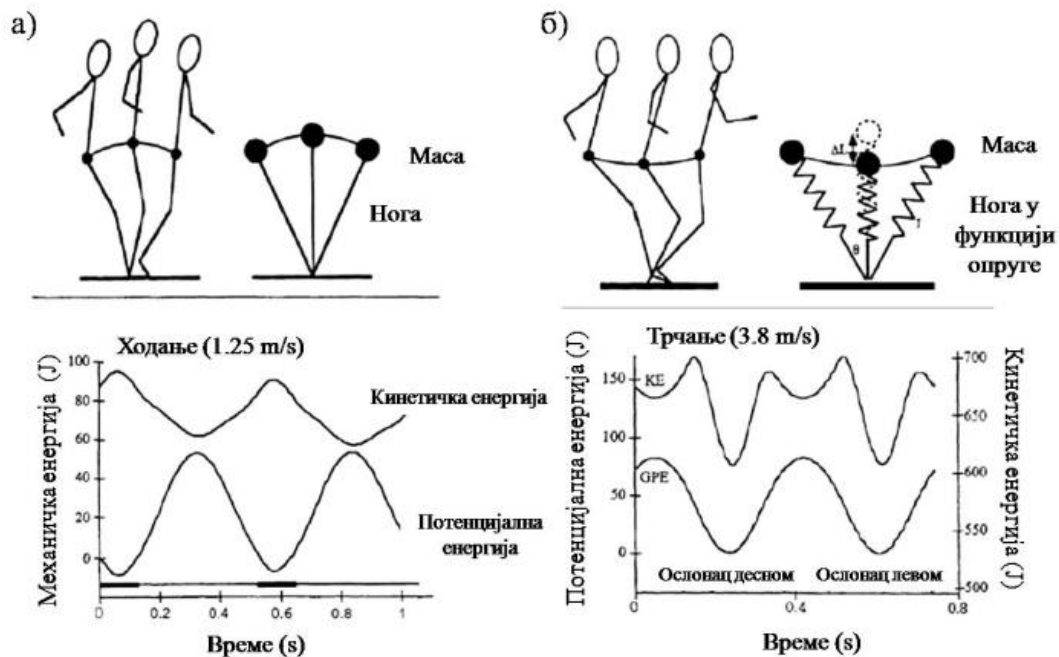 а)
Маса
Нога
б)
ΔL
Маса
Нога у
функцији
опруге
θ
Ходање (1.25 m/s)
Механичка енергија (J)
100
80
60
40
20
0
Кинетичка енергија
Потенцијална
енергија
0
0.2
0.4
0.6
0.8
1
Време (s)
Трчање (3.8 m/s)
Потенцијална енергија (J)
150
100
50
0
KE
GPE
Ослонац десном
Ослонац левом
700
650
600
550
500
Кинетичка енергија (J)
0
0.4
0.8
Време (s)